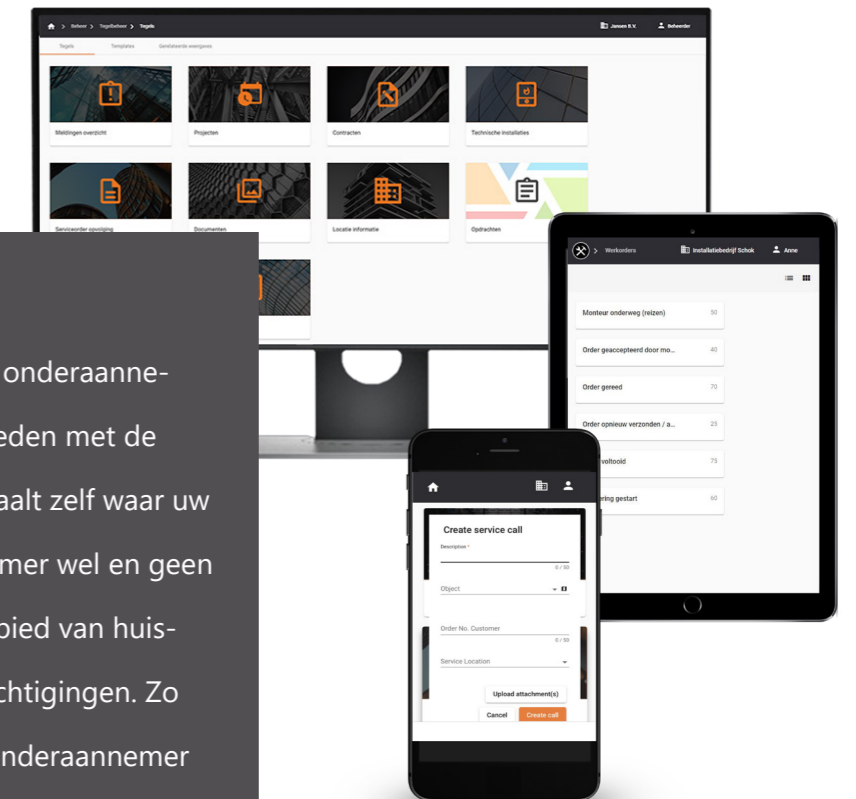 Beheer > Tegelbeheer > Tegels
Jansen B.V.
Beheerder
Tegels
Templates
Gerelateerde weergaves
Meldingen overzicht
Projecten
Contracten
Technische installaties
Serviceorder opvolging
Documenten
Locatie informatie
Opdrachten
onderaanne-
eden met de
aalt zelf waar uw
mer wel en geen
bied van huis-
chtigingen. Zo
nderaannemer
> Werkorders
Installatiebedrijf Schok
Anne
Monteur onderweg (reizen) 50
Order geaccepteerd door mo... 40
Order gereed 70
Order opnieuw verzonden / a... 25
voltooid 75
ering gestart 60
Create service call
Description *
0 / 50
Object
Order No. Customer
0 / 50
Service Location
Upload attachment(s)
Cancel
Create call